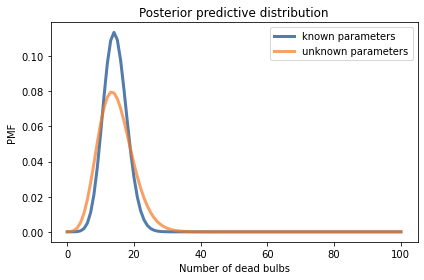 Posterior predictive distribution
known parameters
unknown parameters
PMF
0.10
0.08
0.06
0.04
0.02
0.00
0
20
40
60
80
100
Number of dead bulbs